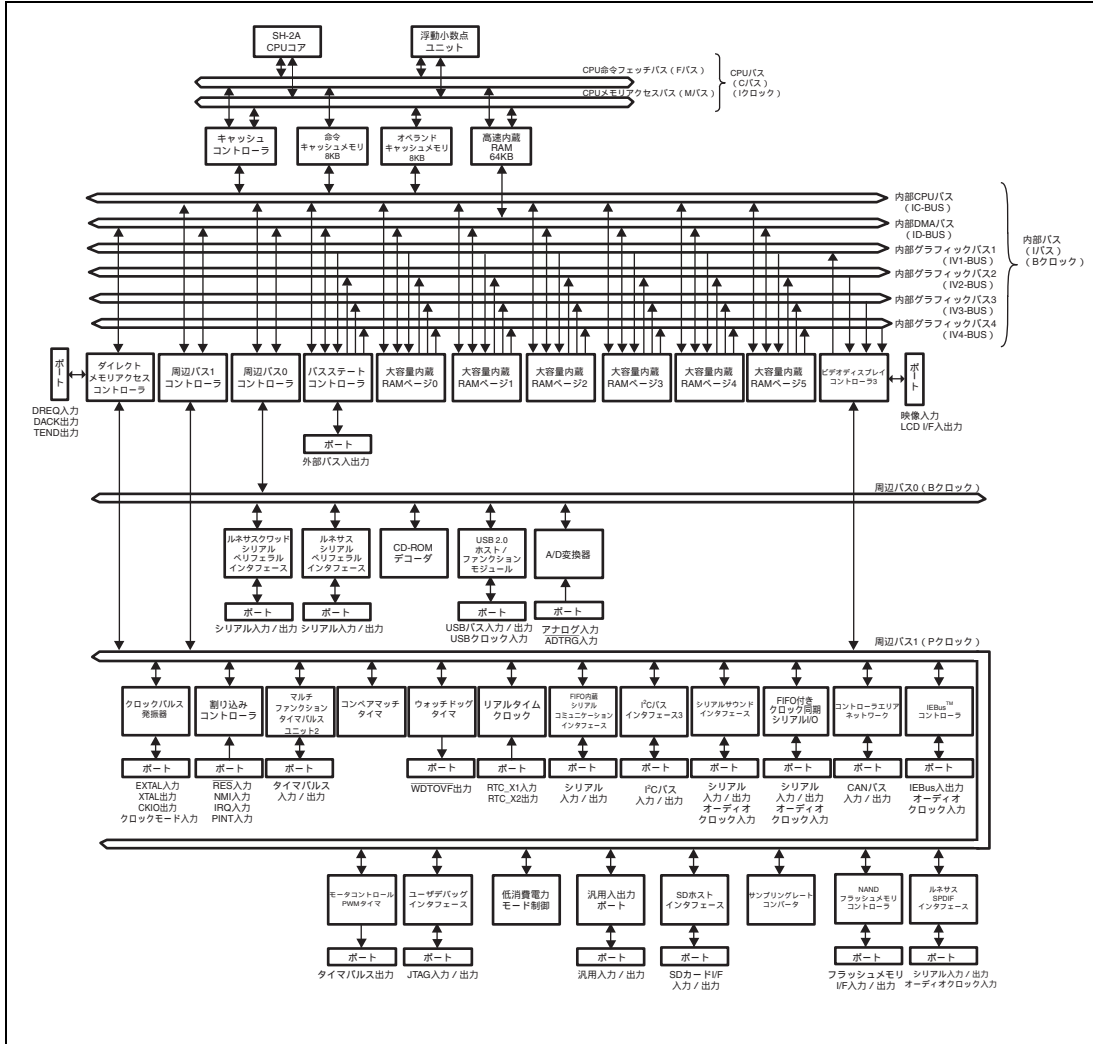 SH-2A
CPUコア
浮動小数点
ユニット
CPU命令フェッチバス ( Fバス )
CPUメモリアクセスバス ( Mバス )
CPUバス
( Cバス )
( Iクロック )
キャッシュ
コントローラ
命令
キャッシュメモリ
8KB
オペランド
キャッシュメモリ
8KB
高速内蔵
RAM
64KB
内部CPUバス
( IC-BUS )
内部DMAバス
( ID-BUS )
内部グラフィックバス1
( IV1-BUS )
内部グラフィックバス2
( IV2-BUS )
内部グラフィックバス3
( IV3-BUS )
内部グラフィックバス4
( IV4-BUS )
内部バス
( Iバス )
( Bクロック )
ポート
DREQ入力
DACK出力
TEND出力
ダイレクト
メモリアクセス
コントローラ
周辺バス1
コントローラ
周辺バス0
コントローラ
バスステート
コントローラ
大容量内蔵
RAMページ0
大容量内蔵
RAMページ1
大容量内蔵
RAMページ2
大容量内蔵
RAMページ3
大容量内蔵
RAMページ4
大容量内蔵
RAMページ5
ビデオディスプレイ
コントローラ3
ポート
映像入力
LCD I/F入出力
ポート
外部バス入出力
周辺バス0 ( Bクロック )
ルネサスクワッド
シリアル
ペリフェラル
インタフェース
ルネサス
シリアル
ペリフェラル
インタフェース
CD-ROM
デコーダ
USB 2.0
ホスト /
ファンクション
モジュール
A/D変換器
ポート
シリアル入力 / 出力
ポート
シリアル入力 / 出力
ポート
USBバス入力 / 出力
USBクロック入力
ポート
アナログ入力
ADTRG入力
周辺バス1 ( Pクロック )
クロックパルス
発振器
割り込み
コントローラ
マルチ
ファンクション
タイマパルス
ユニット2
コンペアマッチ
タイマ
ウォッチドッグ
タイマ
リアルタイム
クロック
FIFO内蔵
シリアル
コミュニケーション
インタフェース
I²Cバス
インタフェース3
シリアルサウンド
インタフェース
FIFO付き
クロック同期
シリアルI/O
コントローラエリア
ネットワーク
IEBus™
コントローラ
ポート
EXTAL入力
XTAL出力
CKIO出力
クロックモード入力
ポート
RES入力
NMI入力
IRQ入力
PINT入力
ポート
タイマパルス
入力 / 出力
ポート
WDTOVF出力
ポート
RTC_X1入力
RTC_X2出力
ポート
シリアル
入力 / 出力
ポート
I²Cバス
入力 / 出力
ポート
シリアル
入力 / 出力
オーディオ
クロック入力
ポート
シリアル
入力 / 出力
オーディオ
クロック入力
ポート
CANバス
入力 / 出力
ポート
IEBus入出力
オーディオ
クロック入力
モータコントロール
PWMタイマ
ユーザデバッグ
インタフェース
低消費電力
モード制御
汎用入出力
ポート
SDホスト
インタフェース
サンプリングレート
コンバータ
NAND
フラッシュメモリ
コントローラ
ルネサス
SPDIF
インタフェース
ポート
タイマパルス出力
ポート
JTAG入力 / 出力
ポート
汎用入力 / 出力
ポート
SDカードI/F
入力 / 出力
ポート
フラッシュメモリ
I/F入力 / 出力
ポート
シリアル入力 / 出力
オーディオクロック入力